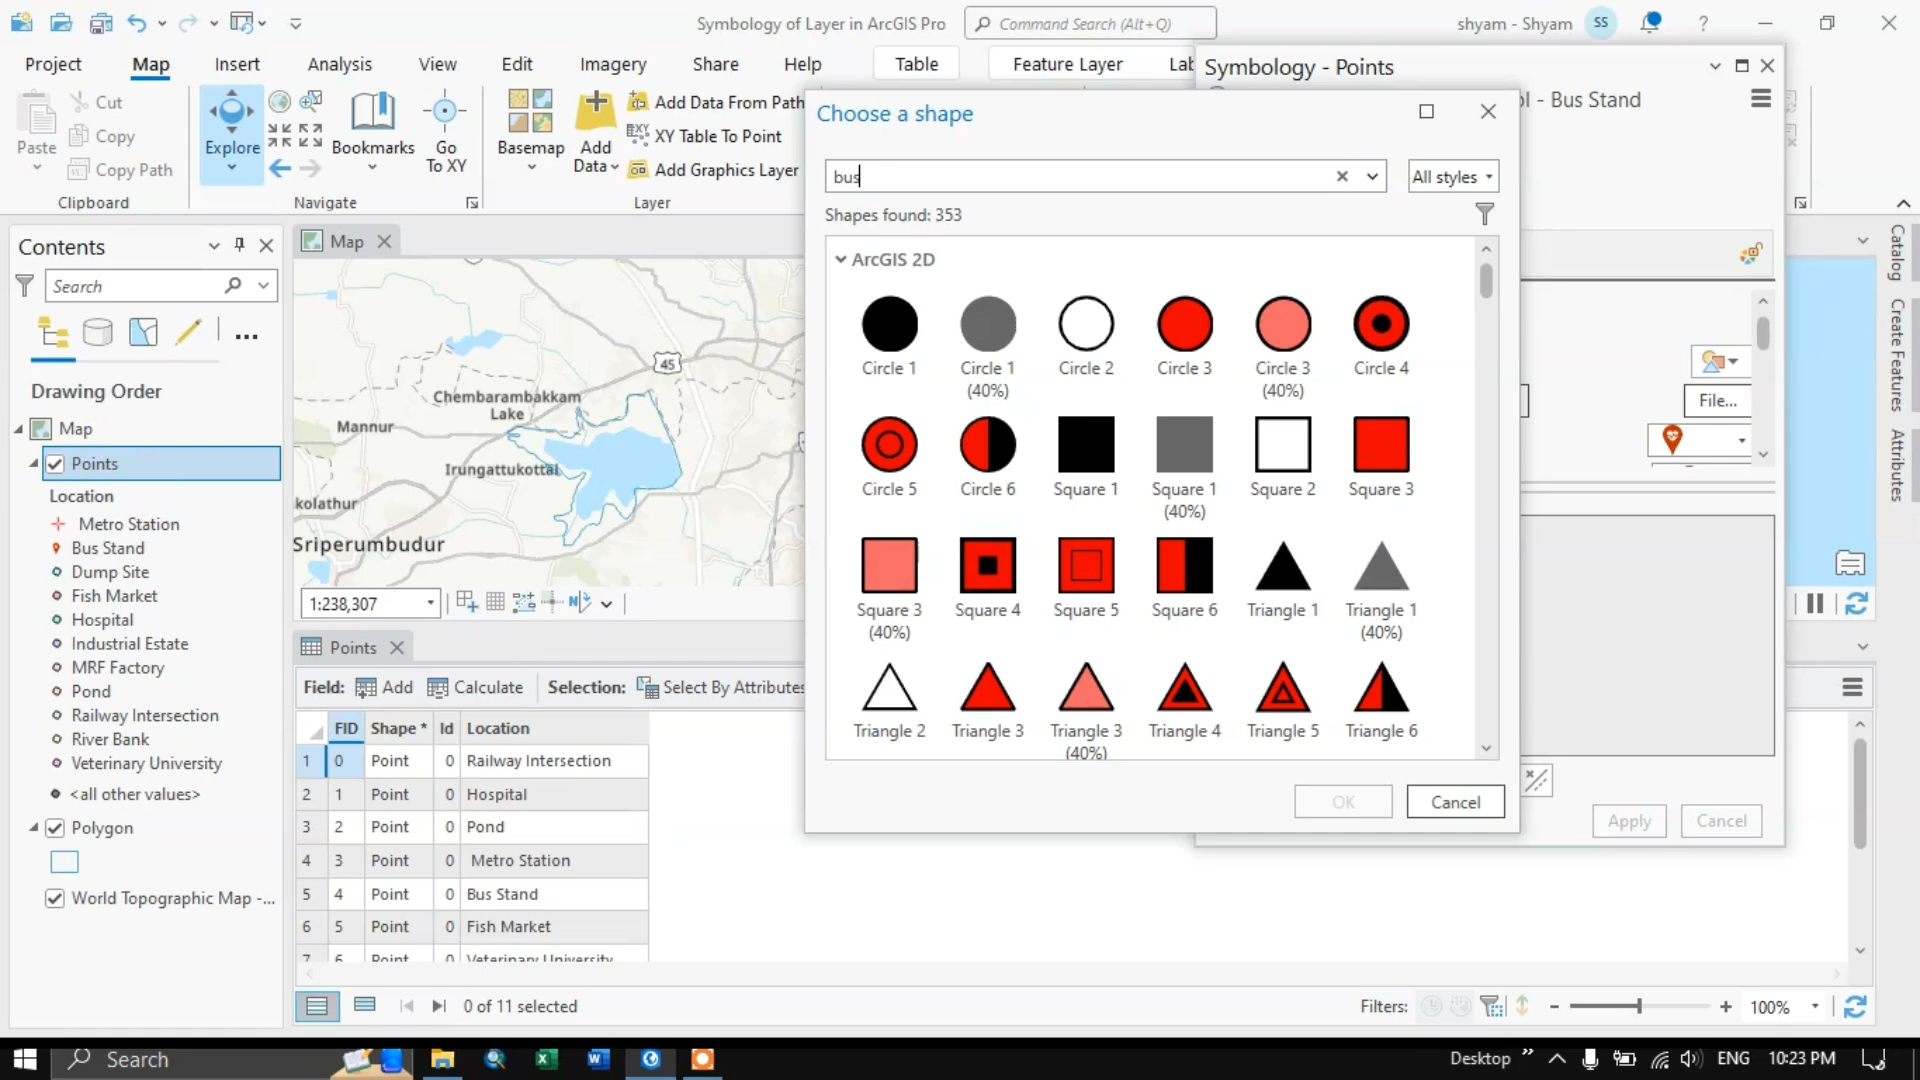 Symbology of Layer in ArcGIS Pro
Command Search (Alt+Q)
shyam - Shyam
SS
?
Project
Map
Insert
Analysis
View
Edit
Imagery
Share
Help
Table
Feature Layer
Paste
Cut
Copy
Copy Path
Clipboard
Explore
Bookmarks
Go
To XY
Navigate
Basemap
Add
Data
Add Data From Path
XY Table To Point
Add Graphics Layer
Layer
Symbology - Points
- Bus Stand
File...
Apply
Cancel
Choose a shape
bus
All styles
Shapes found: 353
ArcGIS 2D
Circle 1
Circle 1
(40%)
Circle 2
Circle 3
Circle 3
(40%)
Circle 4
Circle 5
Circle 6
Square 1
Square 1
(40%)
Square 2
Square 3
Square 3
(40%)
Square 4
Square 5
Square 6
Triangle 1
Triangle 1
(40%)
Triangle 2
Triangle 3
Triangle 3
(40%)
Triangle 4
Triangle 5
Triangle 6
OK
Cancel
Catalog
Create Features
Attributes
Contents
Search
Drawing Order
Map
Points
Location
Metro Station
Bus Stand
Dump Site
Fish Market
Hospital
Industrial Estate
MRF Factory
Pond
Railway Intersection
River Bank
Veterinary University
<all other values>
Polygon
World Topographic Map -...
Map
45
Chembarambakkam
Lake
Mannur
Irungattukottai
kolathur
Sriperumbudur
1:238,307
Points
Field:
Add
Calculate
Selection:
Select By Attributes
FID
Shape *
Id
Location
1 0 Point 0 Railway Intersection
2 1 Point 0 Hospital
3 2 Point 0 Pond
4 3 Point 0 Metro Station
5 4 Point 0 Bus Stand
6 5 Point 0 Fish Market
7 6 Point 0 Veterinary University
0 of 11 selected
Filters:
- + 100%
Search
Desktop
ENG
10:23 PM